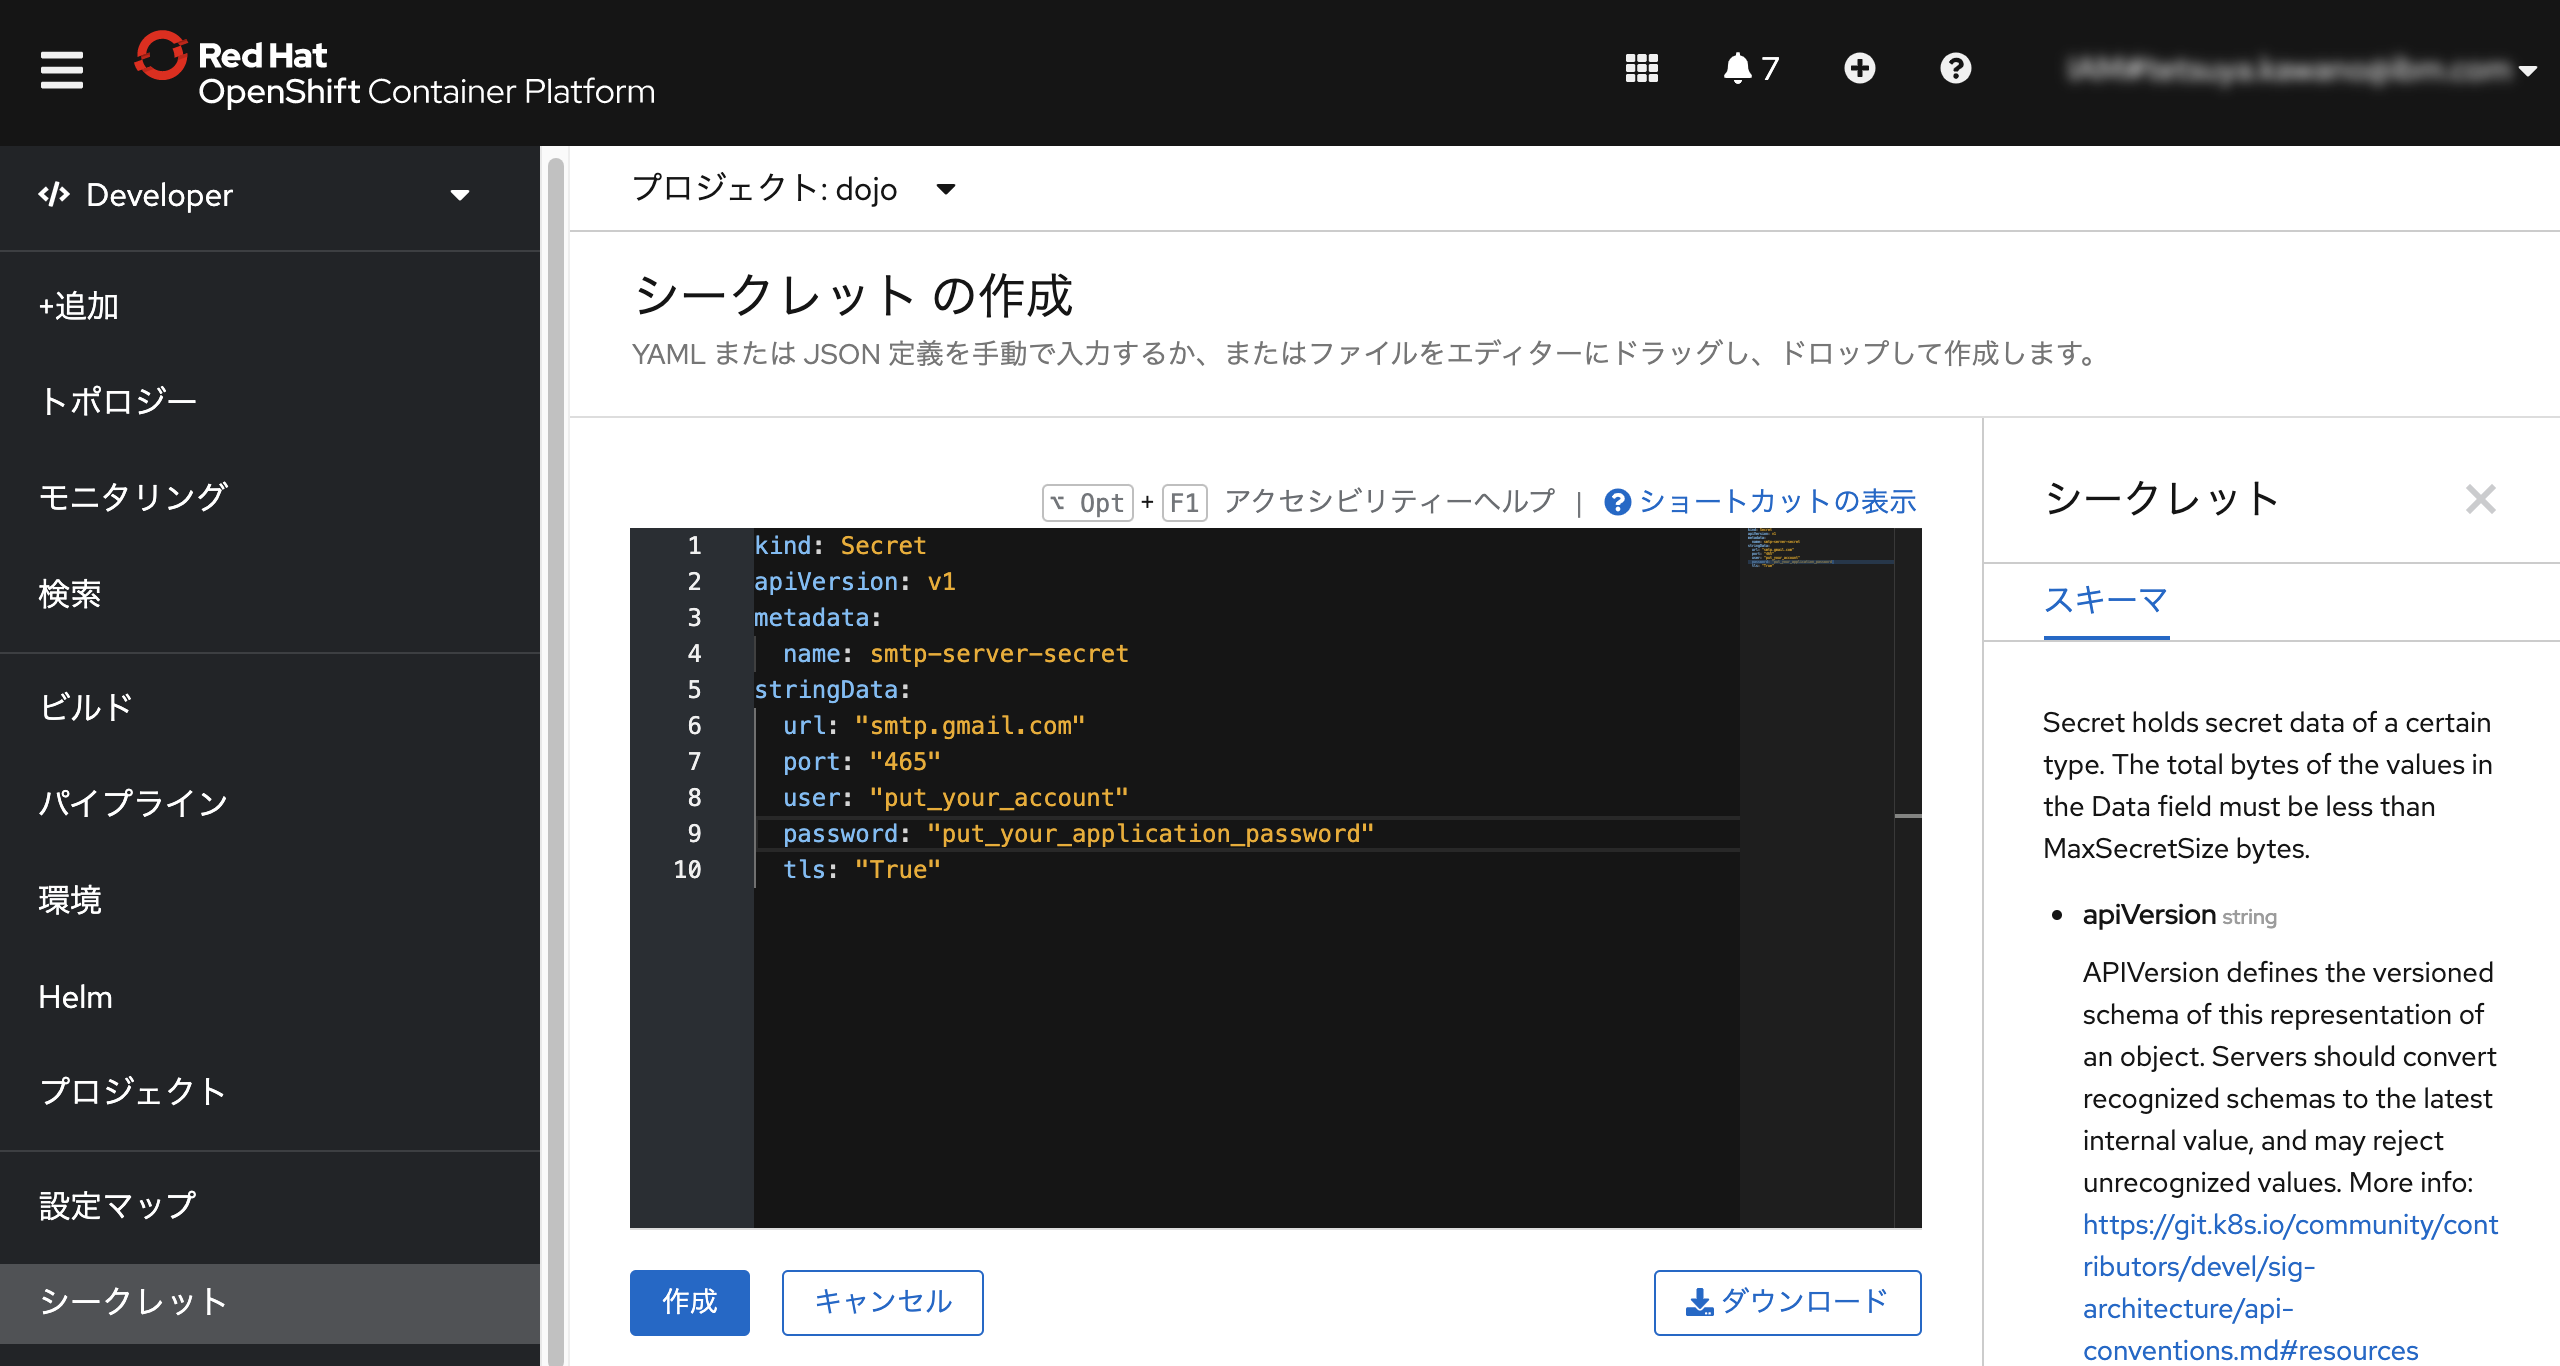 Red Hat
OpenShift Container Platform
7
Developer
+追加
トポロジー
モニタリング
検索
ビルド
パイプライン
環境
Helm
プロジェクト
設定マップ
シークレット
プロジェクト: dojo
シークレット の作成
YAML または JSON 定義を手動で入力するか、またはファイルをエディターにドラッグし、ドロップして作成します。
⌥ Opt + F1 アクセシビリティーヘルプ | ショートカットの表示
1 kind: Secret
2 apiVersion: v1
3 metadata:
4   name: smtp-server-secret
5 stringData:
6   url: "smtp.gmail.com"
7   port: "465"
8   user: "put_your_account"
9   password: "put_your_application_password"
10   tls: "True"
作成
キャンセル
ダウンロード
シークレット
スキーマ
Secret holds secret data of a certain
type. The total bytes of the values in
the Data field must be less than
MaxSecretSize bytes.
• apiVersion string
APIVersion defines the versioned
schema of this representation of
an object. Servers should convert
recognized schemas to the latest
internal value, and may reject
unrecognized values. More info:
https://git.k8s.io/community/cont
ributors/devel/sig-
architecture/api-
conventions.md#resources